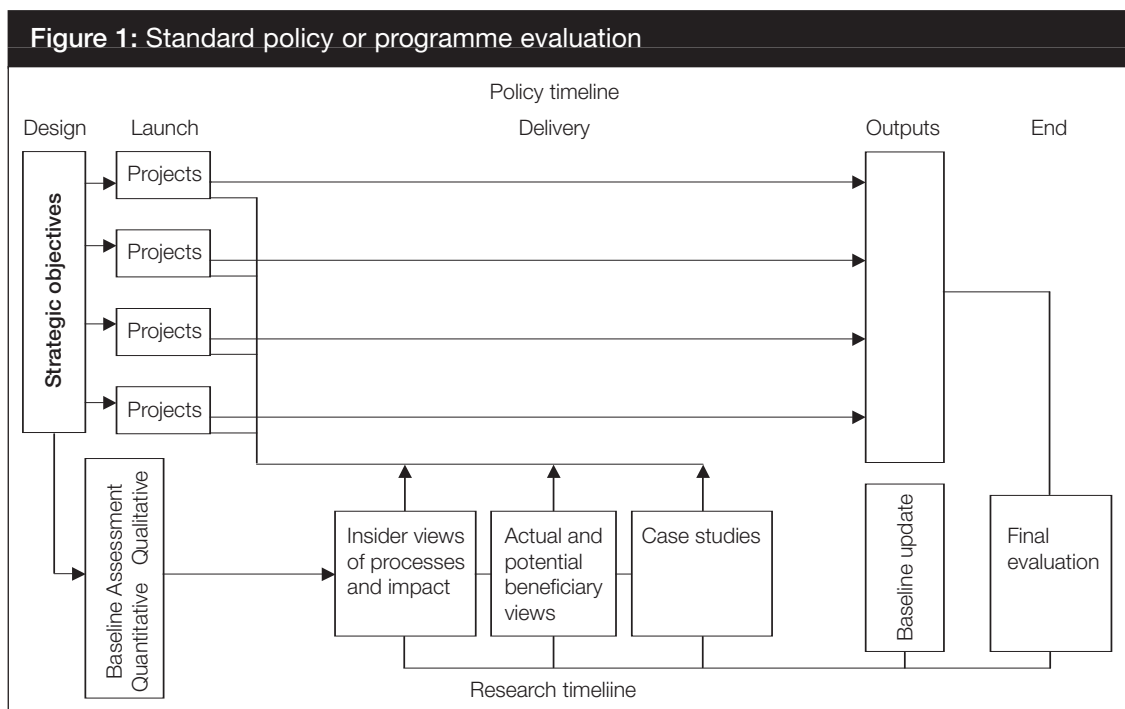 Figure 1: Standard policy or programme evaluation
Policy timeline
Design
Launch
Delivery
Outputs
End
Strategic objectives
Projects
Projects
Projects
Projects
Baseline Assessment
Quantitative Qualitative
Insider views
of processes
and impact
Actual and
potential
beneficiary
views
Case studies
Baseline update
Final
evaluation
Research timeliine